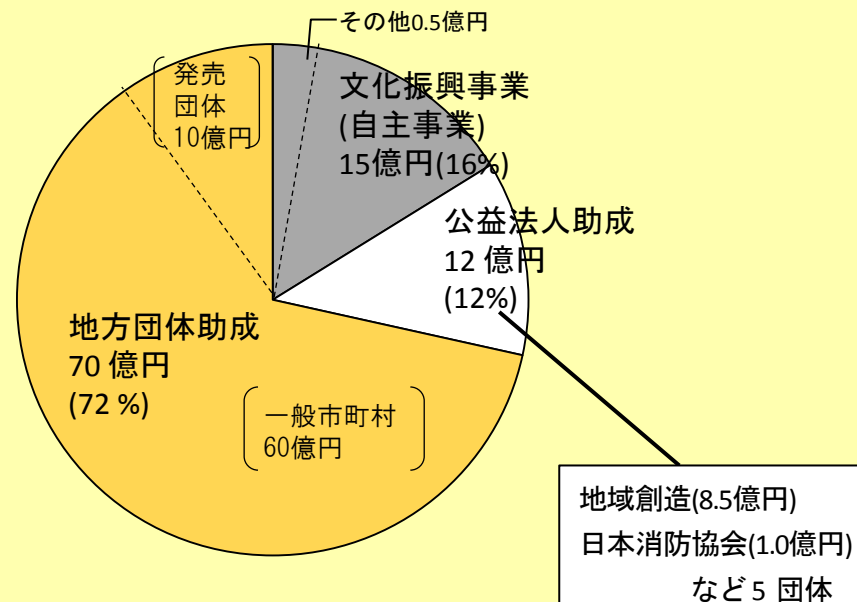 その他0.5億円
発売
団体
10億円
文化振興事業
(自主事業)
15億円(16%)
公益法人助成
12 億円
(12%)
地方団体助成
70 億円
(72 %)
一般市町村
60億円
地域創造(8.5億円)
日本消防協会(1.0億円)
など5 団体